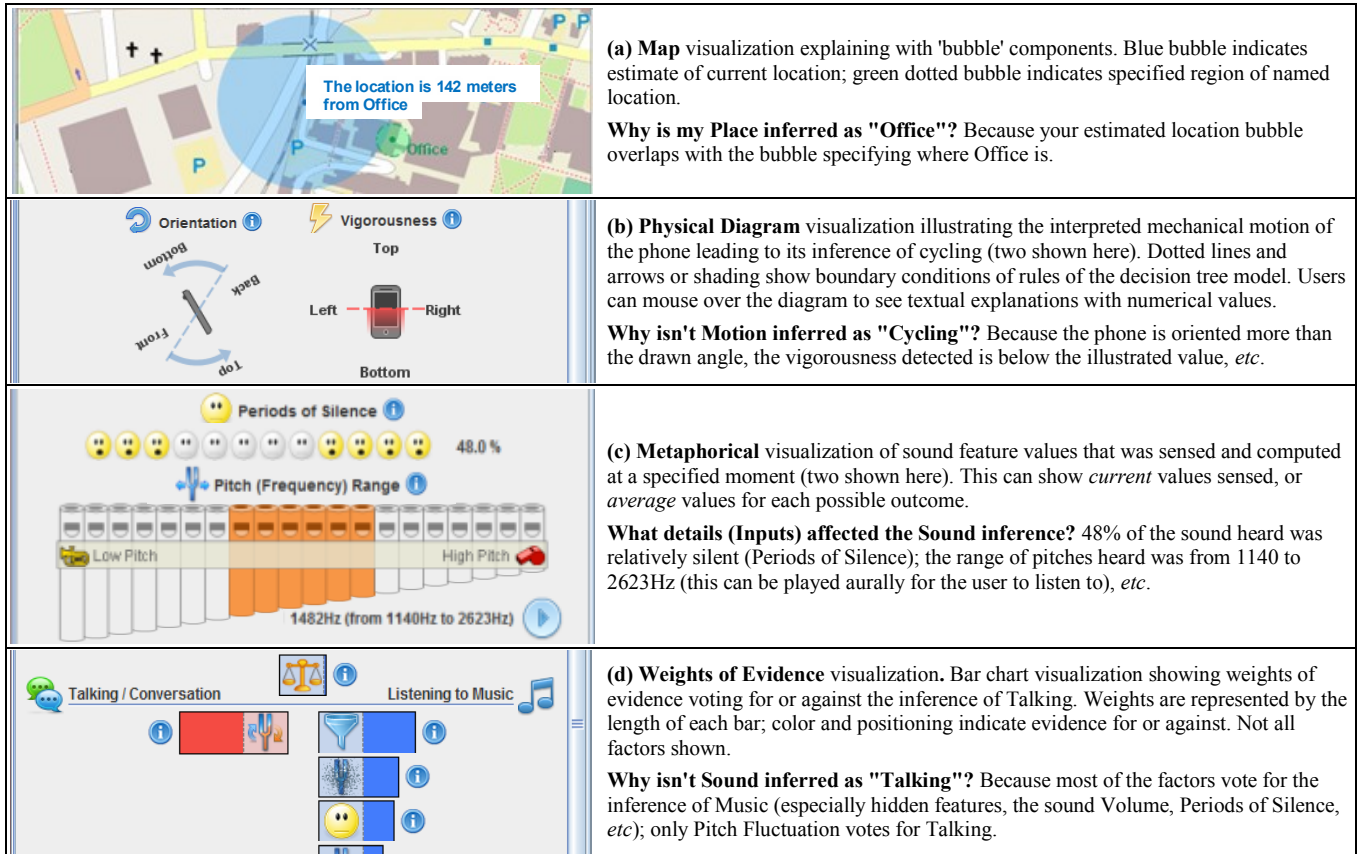 P P
The location is 142 meters
from Office
P
P
Office
(a) Map visualization explaining with 'bubble' components. Blue bubble indicates
estimate of current location; green dotted bubble indicates specified region of named
location.
Why is my Place inferred as "Office"? Because your estimated location bubble
overlaps with the bubble specifying where Office is.
Orientation i Vigorousness i
Bottom
Back
Front
Top
Top
Left Right
Bottom
(b) Physical Diagram visualization illustrating the interpreted mechanical motion of
the phone leading to its inference of cycling (two shown here). Dotted lines and
arrows or shading show boundary conditions of rules of the decision tree model. Users
can mouse over the diagram to see textual explanations with numerical values.
Why isn't Motion inferred as "Cycling"? Because the phone is oriented more than
the drawn angle, the vigorousness detected is below the illustrated value, etc.
Periods of Silence i
48.0 %
Pitch (Frequency) Range i
Low Pitch High Pitch
1482Hz (from 1140Hz to 2623Hz)
(c) Metaphorical visualization of sound feature values that was sensed and computed
at a specified moment (two shown here). This can show current values sensed, or
average values for each possible outcome.
What details (Inputs) affected the Sound inference? 48% of the sound heard was
relatively silent (Periods of Silence); the range of pitches heard was from 1140 to
2623Hz (this can be played aurally for the user to listen to), etc.
i
Talking / Conversation Listening to Music
i i
i
i
(d) Weights of Evidence visualization. Bar chart visualization showing weights of
evidence voting for or against the inference of Talking. Weights are represented by the
length of each bar; color and positioning indicate evidence for or against. Not all
factors shown.
Why isn't Sound inferred as "Talking"? Because most of the factors vote for the
inference of Music (especially hidden features, the sound Volume, Periods of Silence,
etc); only Pitch Fluctuation votes for Talking.